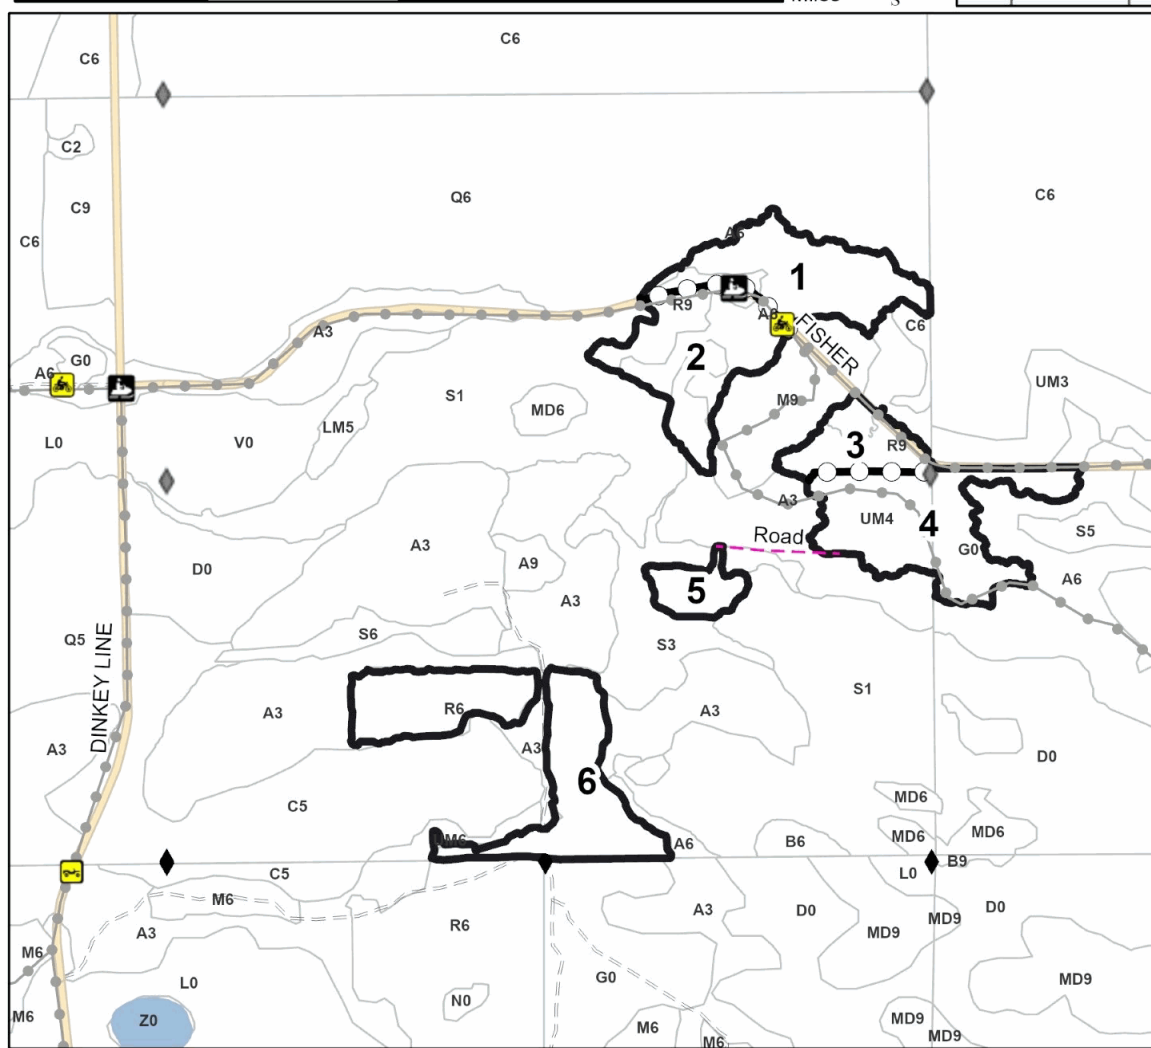 Miles
S
C6
C6
C2
C9
C6
Q6
C6
A6
1
R9
A8
C6
FISHER
2
A3
G0
A6
S1
MD6
M9
UM3
L0
V0
LM5
3
R9
A3
UM4
4
S5
Road
G0
D0
A3
A9
A3
5
A6
S6
S3
Q5
DINKEY LINE
A3
R6
A3
S1
A3
A3
6
D0
C5
MD6
MD6
MD6
A6
B6
B9
C5
L0
M6
A3
R6
A3
D0
MD9
MD9
D0
M6
L0
G0
MD9
N0
Z0
M6
M6
M6
MD9
MD9